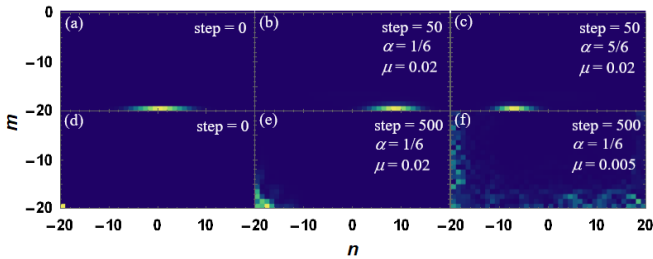 0
(a)
step = 0
(b)
step = 50
α = 1/6
μ = 0.02
(c)
step = 50
α = 5/6
μ = 0.02
−10
−20
m
(d)
step = 0
(e)
step = 500
α = 1/6
μ = 0.02
(f)
step = 500
α = 1/6
μ = 0.005
−10
−20
−20 −10 0 10 −20 −10 0 10 −20 −10 0 10 20
n